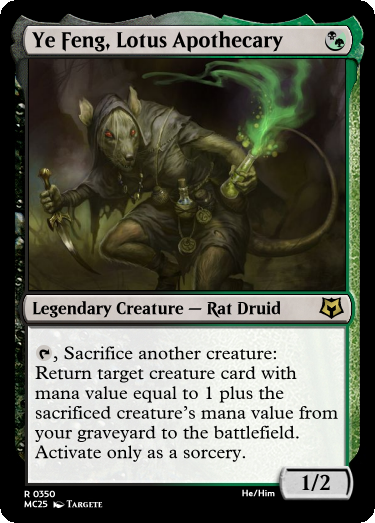 Ye Feng, Lotus Apothecary
Legendary Creature — Rat Druid
, Sacrifice another creature:
Return target creature card with
mana value equal to 1 plus the
sacrificed creature's mana value from
your graveyard to the battlefield.
Activate only as a sorcery.
1/2
R 0350
He/Him
MC25 Targete